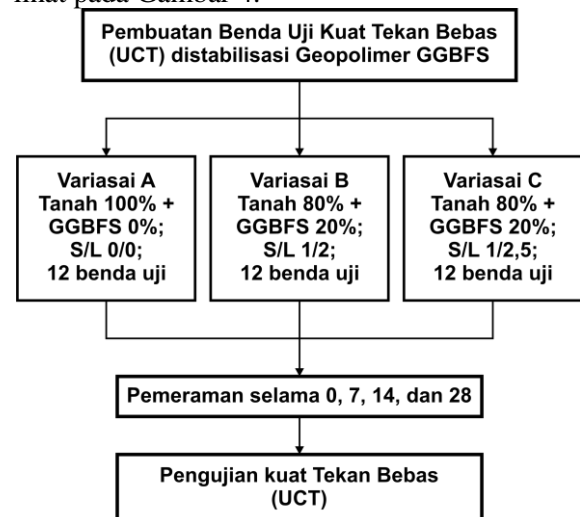 lihat pada Gambar 4.
Pembuatan Benda Uji Kuat Tekan Bebas
(UCT) distabilisasi Geopolimer GGBFS
Variasai A
Tanah 100% +
GGBFS 0%;
S/L 0/0;
12 benda uji
Variasai B
Tanah 80% +
GGBFS 20%;
S/L 1/2;
12 benda uji
Variasai C
Tanah 80% +
GGBFS 20%;
S/L 1/2,5;
12 benda uji
Pemeraman selama 0, 7, 14, dan 28
Pengujian kuat Tekan Bebas
(UCT)